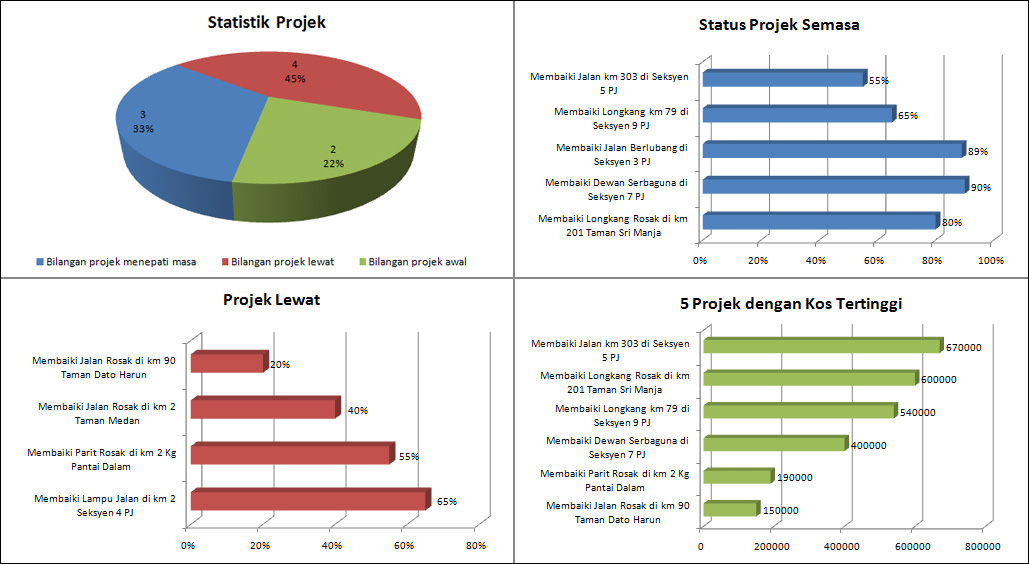 Statistik Projek
4
45%
3
33%
2
22%
Bilangan projek menepati masa
Bilangan projek lewat
Bilangan projek awal
Status Projek Semasa
Membaiki Jalan km 303 di Seksyen
5 PJ
55%
Membaiki Longkang km 79 di
Seksyen 9 PJ
65%
Membaiki Jalan Berlubang di
Seksyen 3 PJ
89%
Membaiki Dewan Serbaguna di
Seksyen 7 PJ
90%
Membaiki Longkang Rosak di km
201 Taman Sri Manja
80%
0% 20% 40% 60% 80% 100%
Projek Lewat
Membaiki Jalan Rosak di km 90
Taman Dato Harun
20%
Membaiki Jalan Rosak di km 2
Taman Medan
40%
Membaiki Parit Rosak di km 2 Kg
Pantai Dalam
55%
Membaiki Lampu Jalan di km 2
Seksyen 4 PJ
65%
0% 20% 40% 60% 80%
5 Projek dengan Kos Tertinggi
Membaiki Jalan km 303 di Seksyen
5 PJ
670000
Membaiki Longkang Rosak di km
201 Taman Sri Manja
600000
Membaiki Longkang km 79 di
Seksyen 9 PJ
540000
Membaiki Dewan Serbaguna di
Seksyen 7 PJ
400000
Membaiki Parit Rosak di km 2 Kg
Pantai Dalam
190000
Membaiki Jalan Rosak di km 90
Taman Dato Harun
150000
0 200000 400000 600000 800000